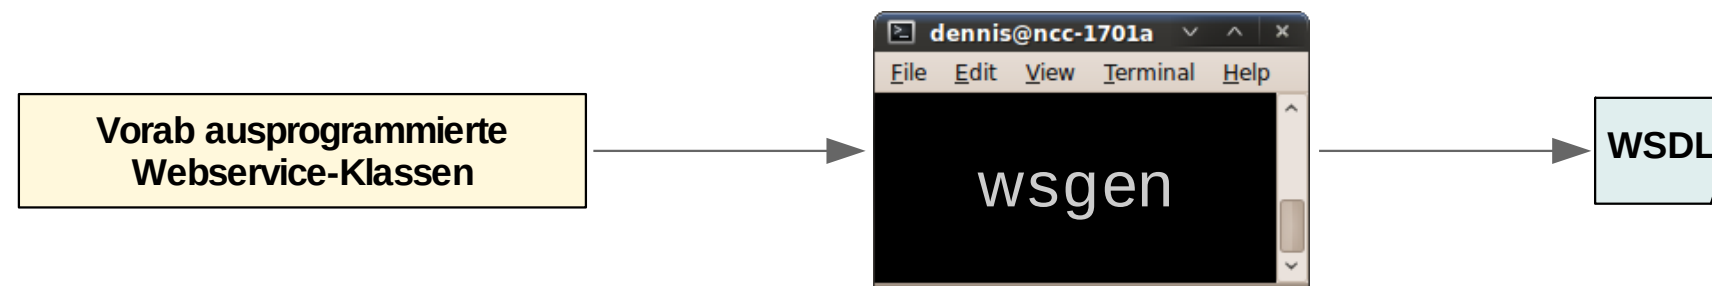 dennis@ncc-1701a
File Edit View Terminal Help
Vorab ausprogrammierte
Webservice-Klassen
wsgen
WSDL